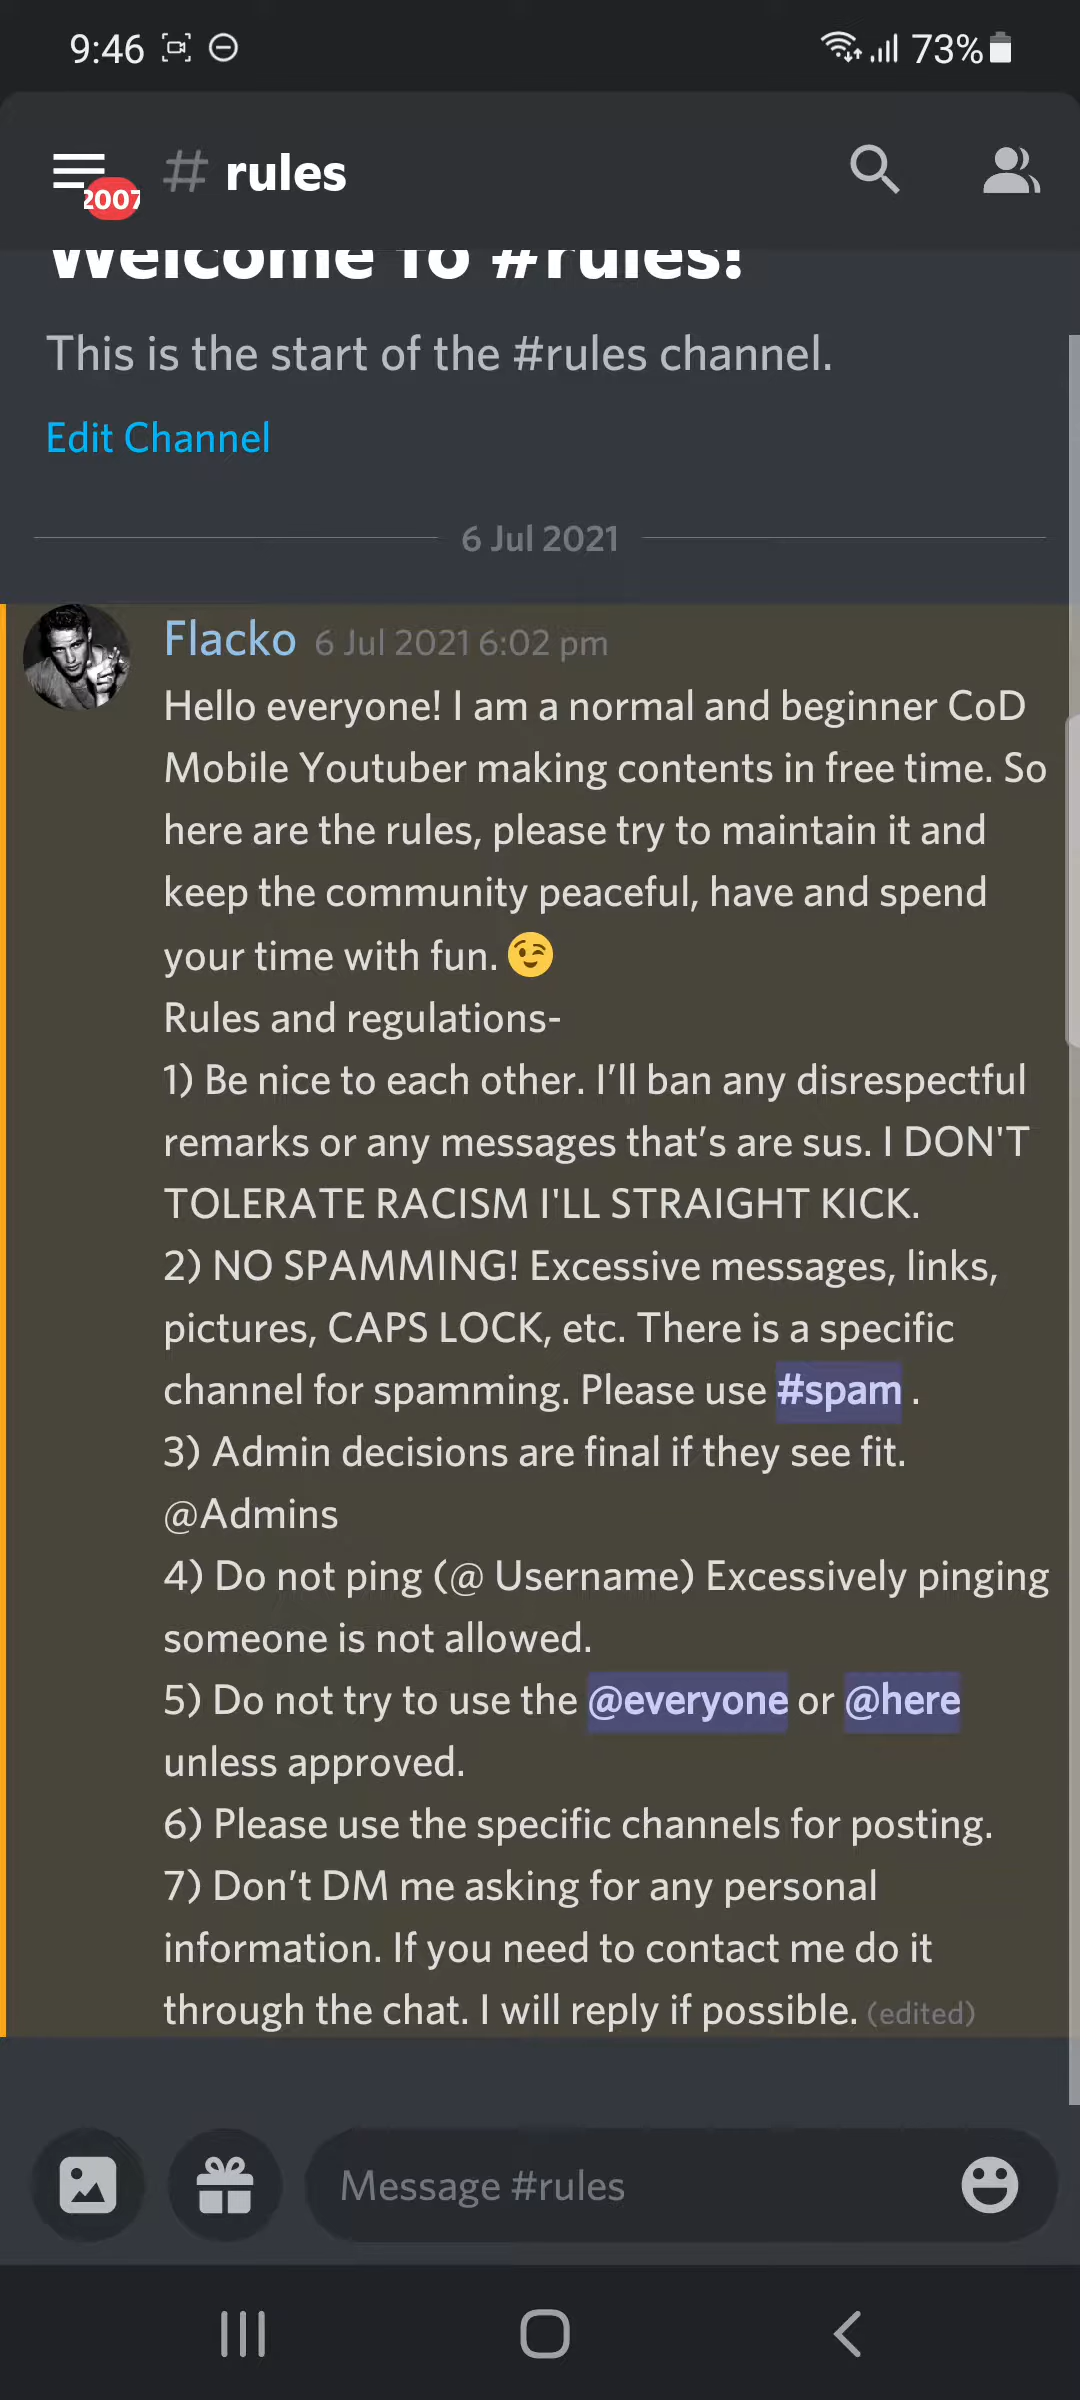 9:46 73%
2007 # rules
Welcome to #rules!
This is the start of the #rules channel.
Edit Channel
6 Jul 2021
Flacko 6 Jul 2021 6:02 pm
Hello everyone! I am a normal and beginner CoD
Mobile Youtuber making contents in free time. So
here are the rules, please try to maintain it and
keep the community peaceful, have and spend
your time with fun. 😉
Rules and regulations-
1) Be nice to each other. I’ll ban any disrespectful
remarks or any messages that’s are sus. I DON'T
TOLERATE RACISM I'LL STRAIGHT KICK.
2) NO SPAMMING! Excessive messages, links,
pictures, CAPS LOCK, etc. There is a specific
channel for spamming. Please use #spam .
3) Admin decisions are final if they see fit.
@Admins
4) Do not ping (@ Username) Excessively pinging
someone is not allowed.
5) Do not try to use the @everyone or @here
unless approved.
6) Please use the specific channels for posting.
7) Don’t DM me asking for any personal
information. If you need to contact me do it
through the chat. I will reply if possible. (edited)
Message #rules